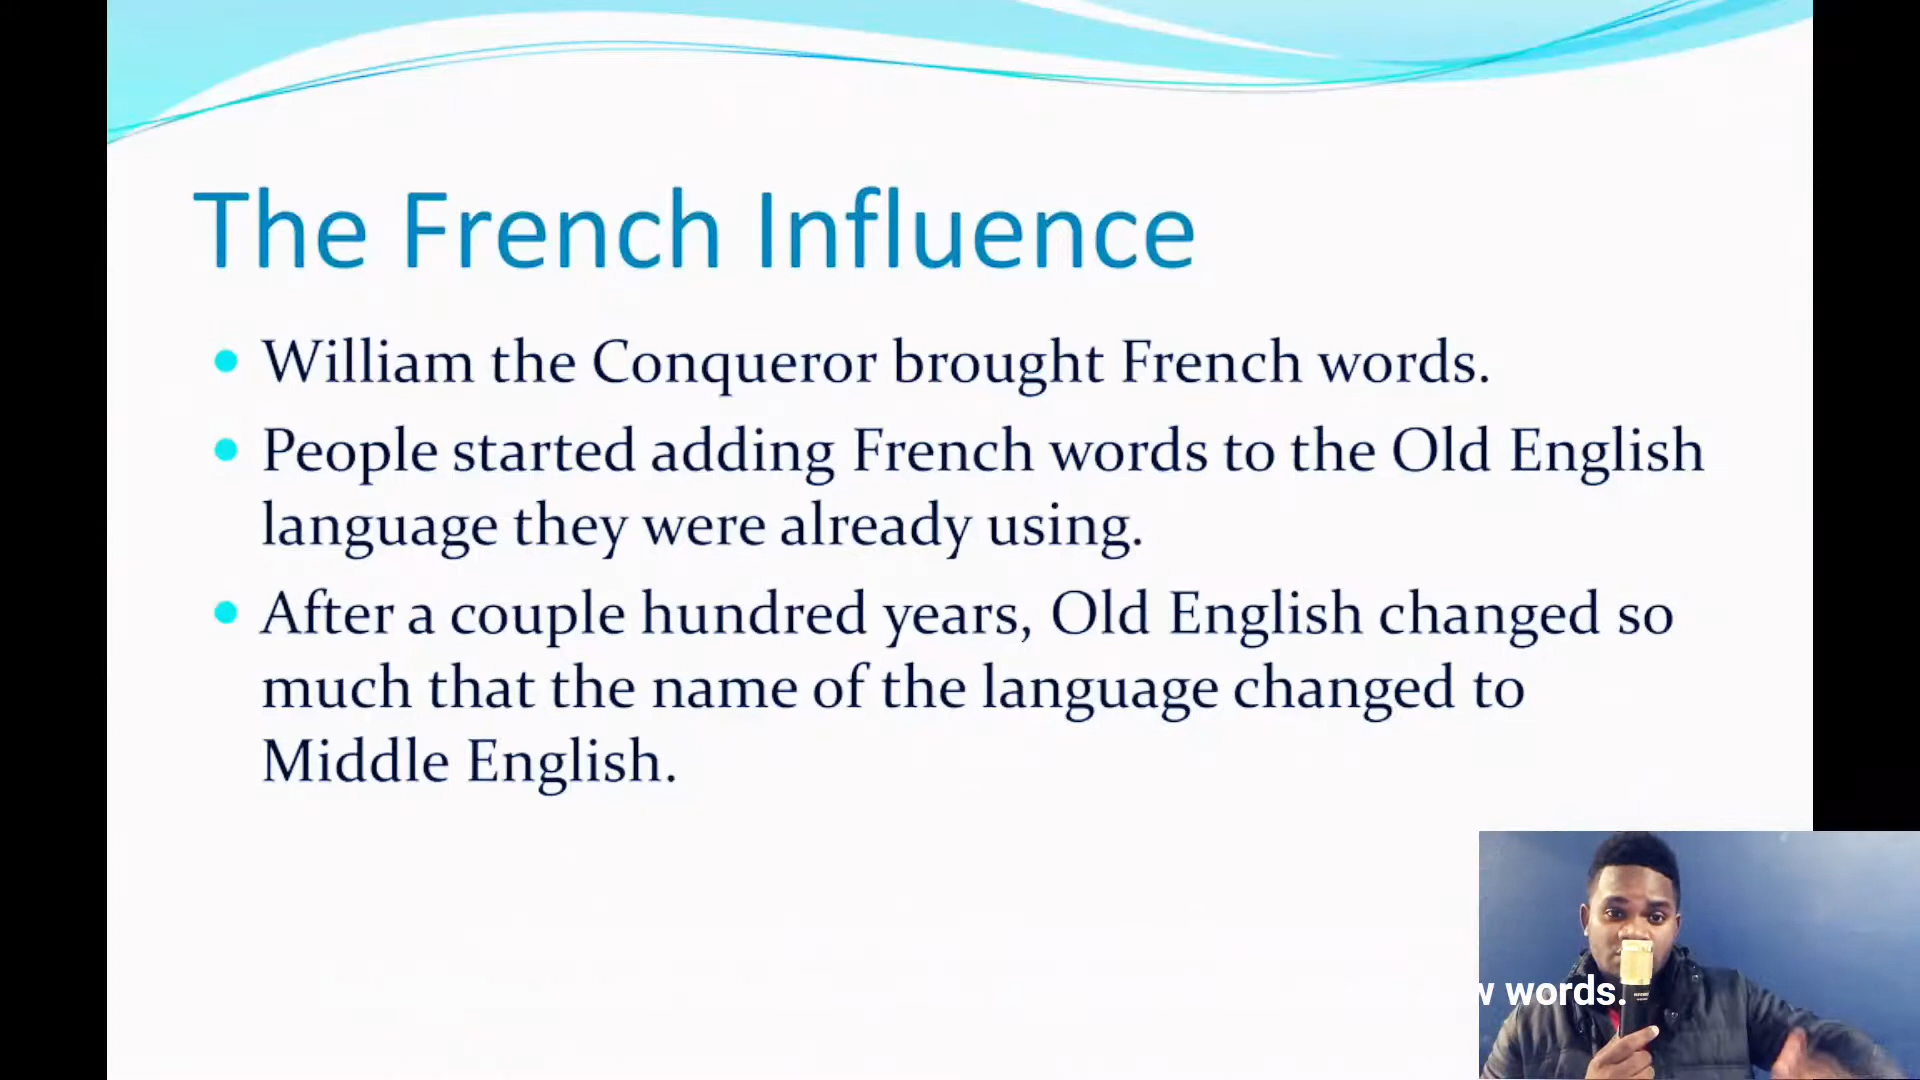 The French Influence
William the Conqueror brought French words.
People started adding French words to the Old English
language they were already using.
After a couple hundred years, Old English changed so
much that the name of the language changed to
Middle English.
words.